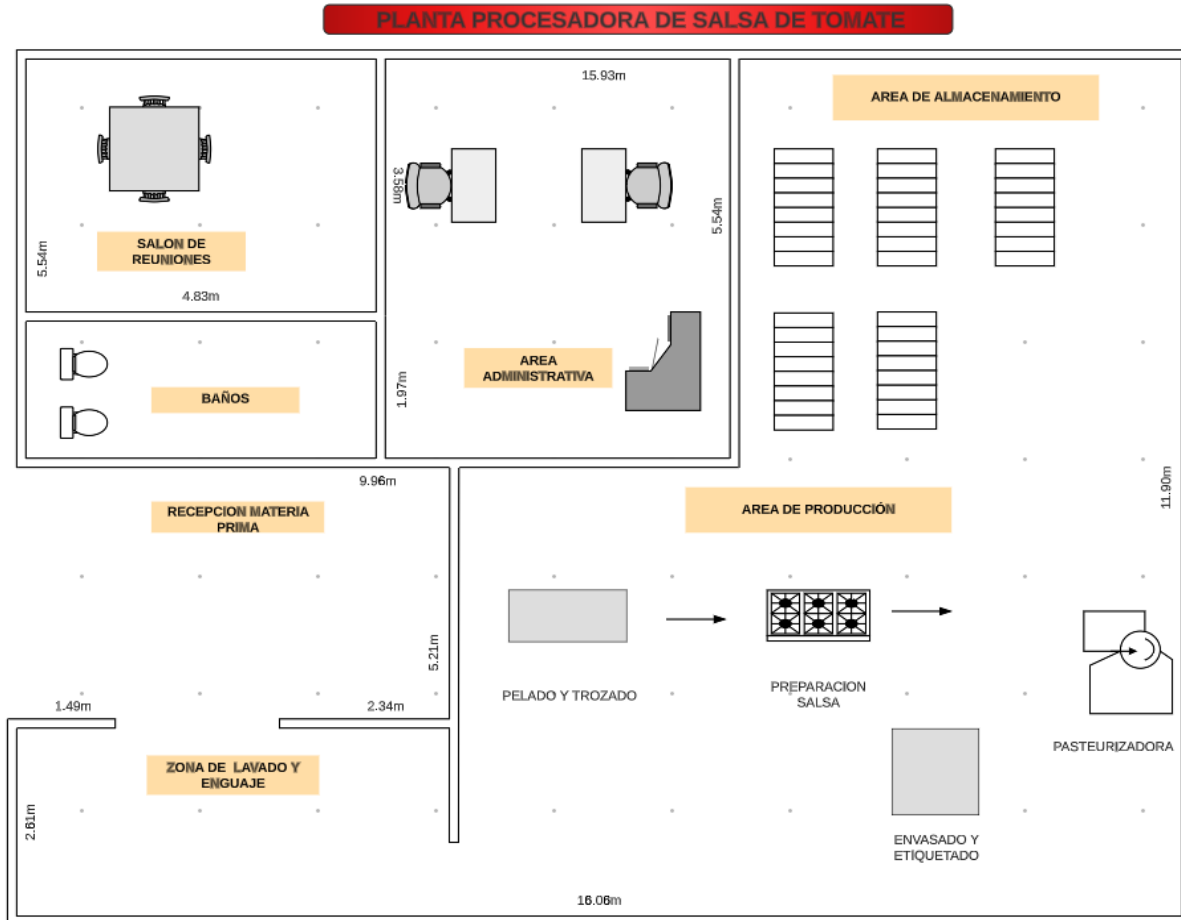 PLANTA PROCESADORA DE SALSA DE TOMATE
15.93m
AREA DE ALMACENAMIENTO
3.58m
5.54m
SALON DE
REUNIONES
5.54m
4.83m
AREA
ADMINISTRATIVA
1.97m
BAÑOS
9.96m
11.90m
RECEPCION MATERIA
PRIMA
AREA DE PRODUCCIÓN
5.21m
PELADO Y TROZADO
PREPARACION
SALSA
1.49m
2.34m
PASTEURIZADORA
ZONA DE LAVADO Y
ENGUAJE
2.61m
ENVASADO Y
ETIQUETADO
16.06m